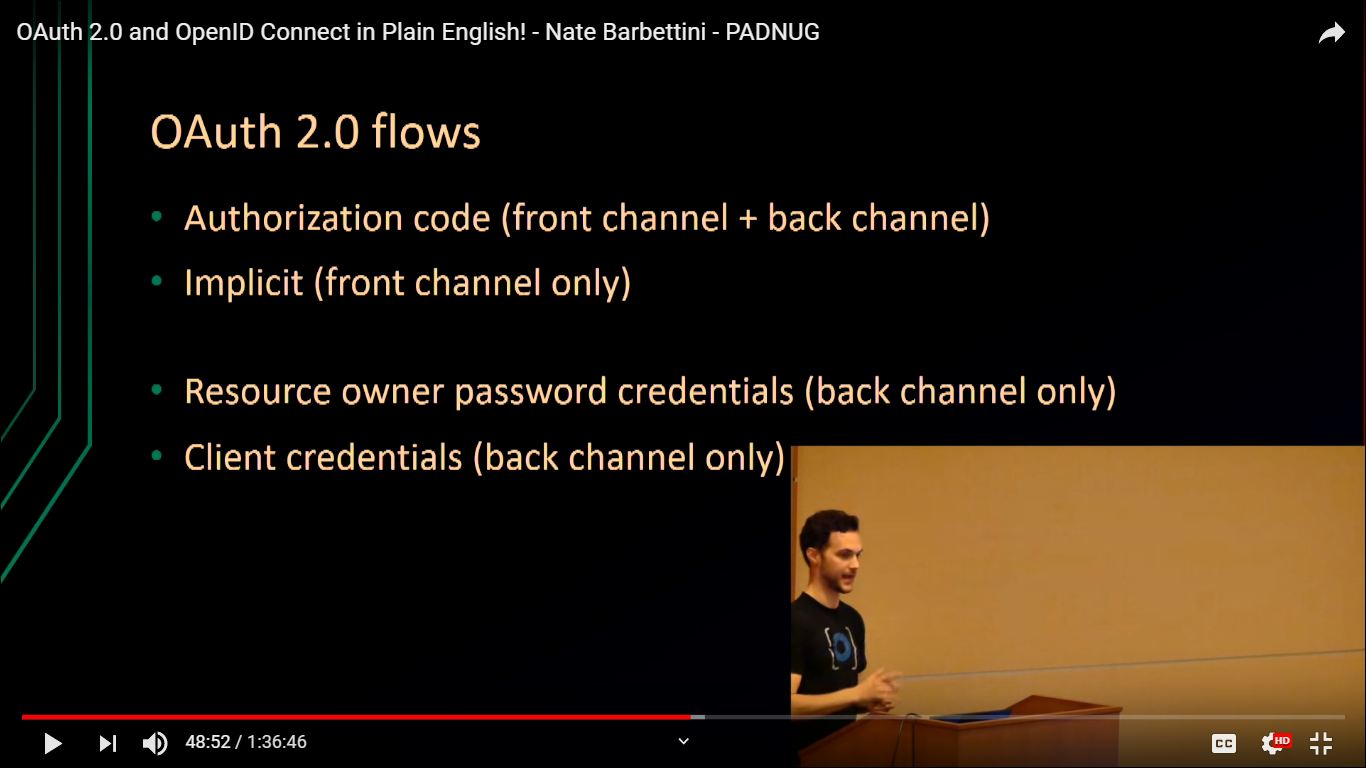 OAuth 2.0 and OpenID Connect in Plain English! - Nate Barbettini - PADNUG
OAuth 2.0 flows
• Authorization code (front channel + back channel)
• Implicit (front channel only)
• Resource owner password credentials (back channel only)
• Client credentials (back channel only)
48:52 / 1:36:46
CC
HD